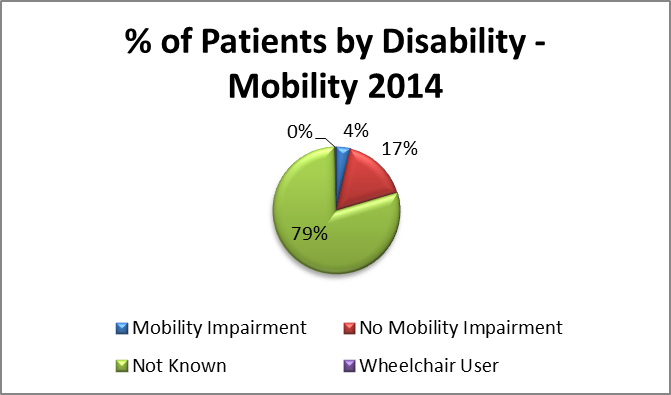 % of Patients by Disability -
Mobility 2014
0%
4%
17%
79%
Mobility Impairment
No Mobility Impairment
Not Known
Wheelchair User